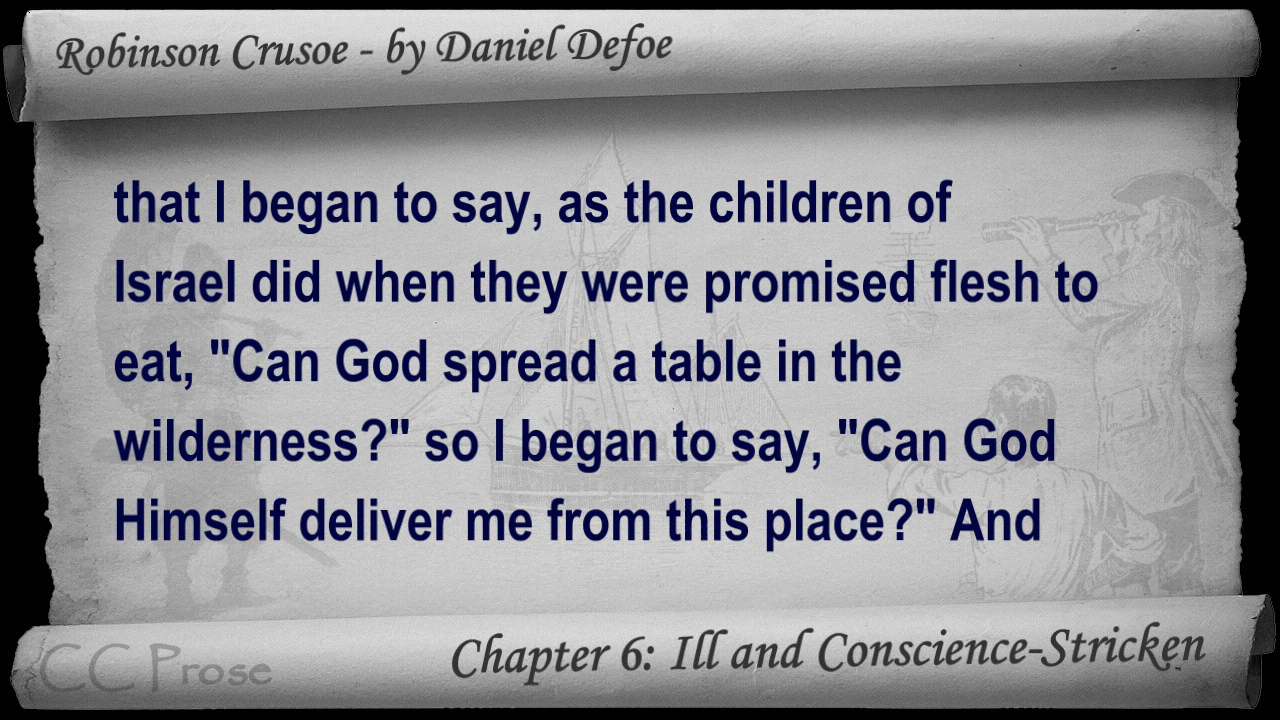 Robinson Crusoe - by Daniel Defoe
that I began to say, as the children of
Israel did when they were promised flesh to
eat, "Can God spread a table in the
wilderness?" so I began to say, "Can God
Himself deliver me from this place?" And
CC Prose
Chapter 6: Ill and Conscience-Stricken